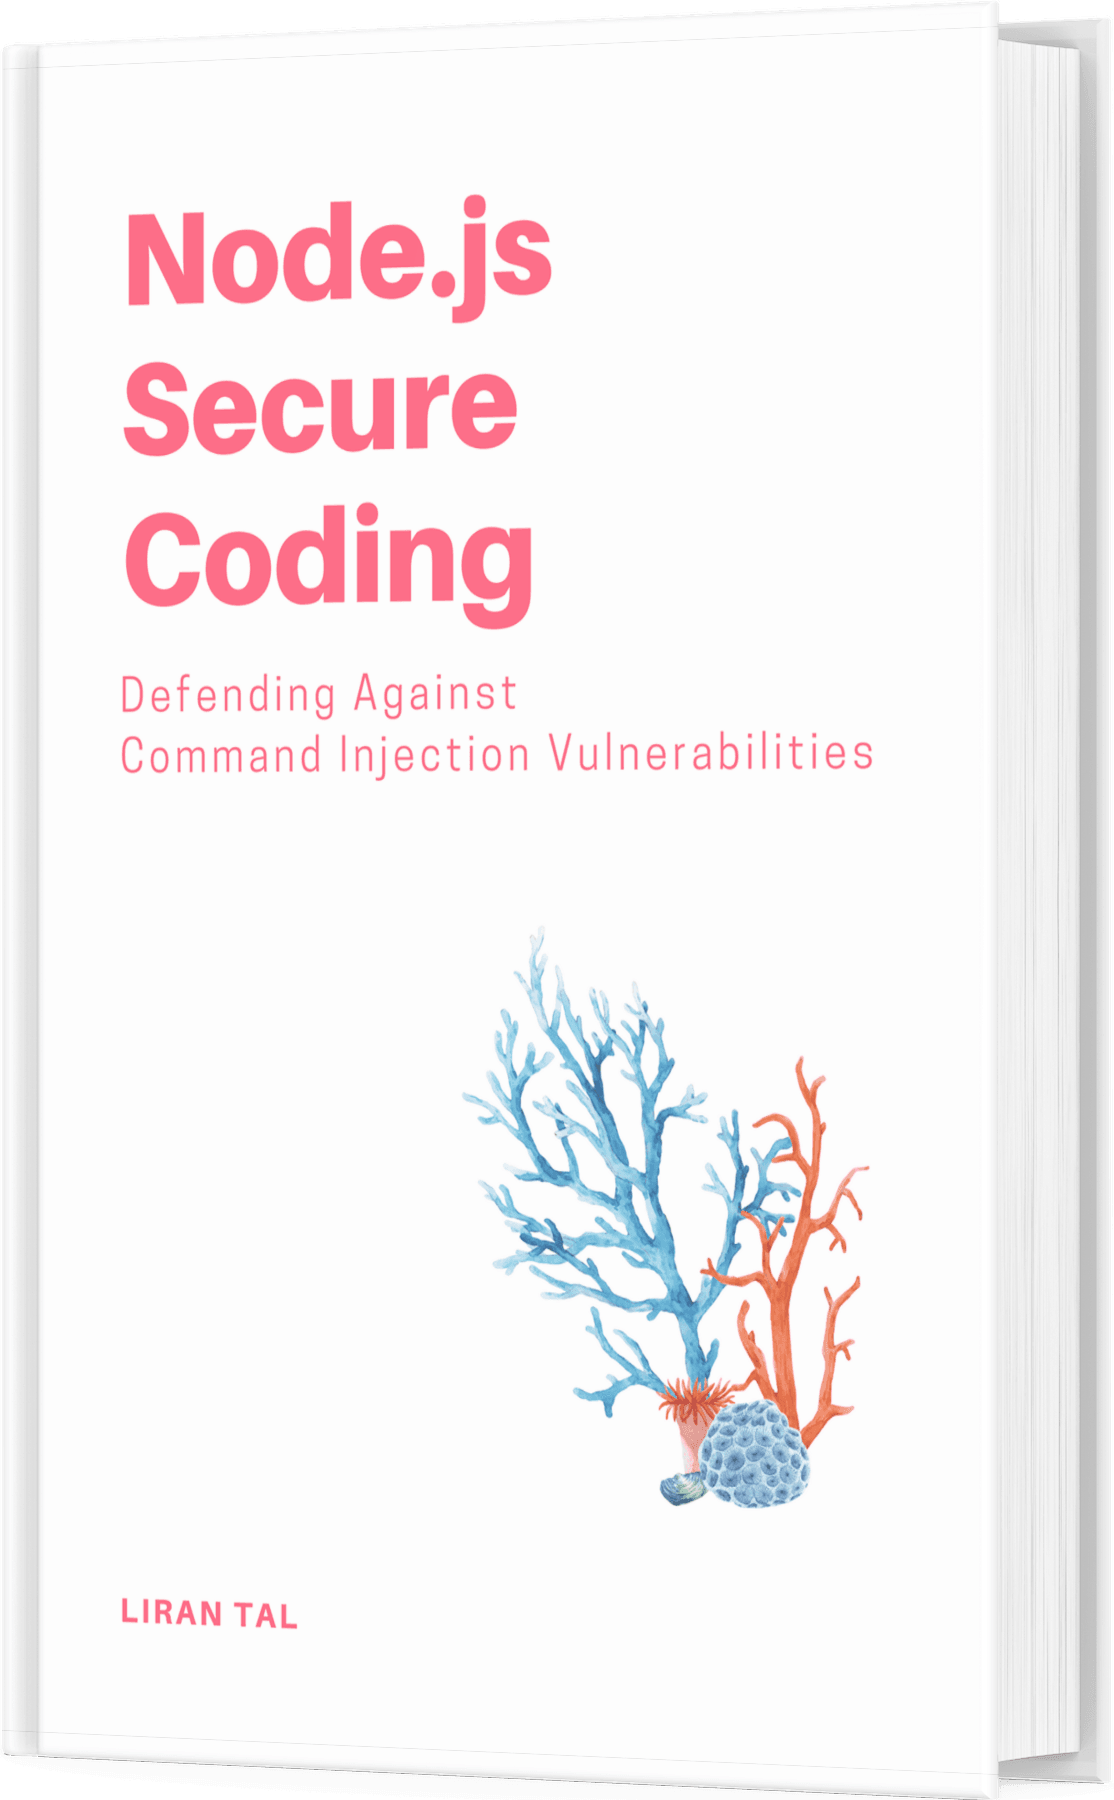 Node.js
Secure
Coding
Defending Against
Command Injection Vulnerabilities
LIRAN TAL